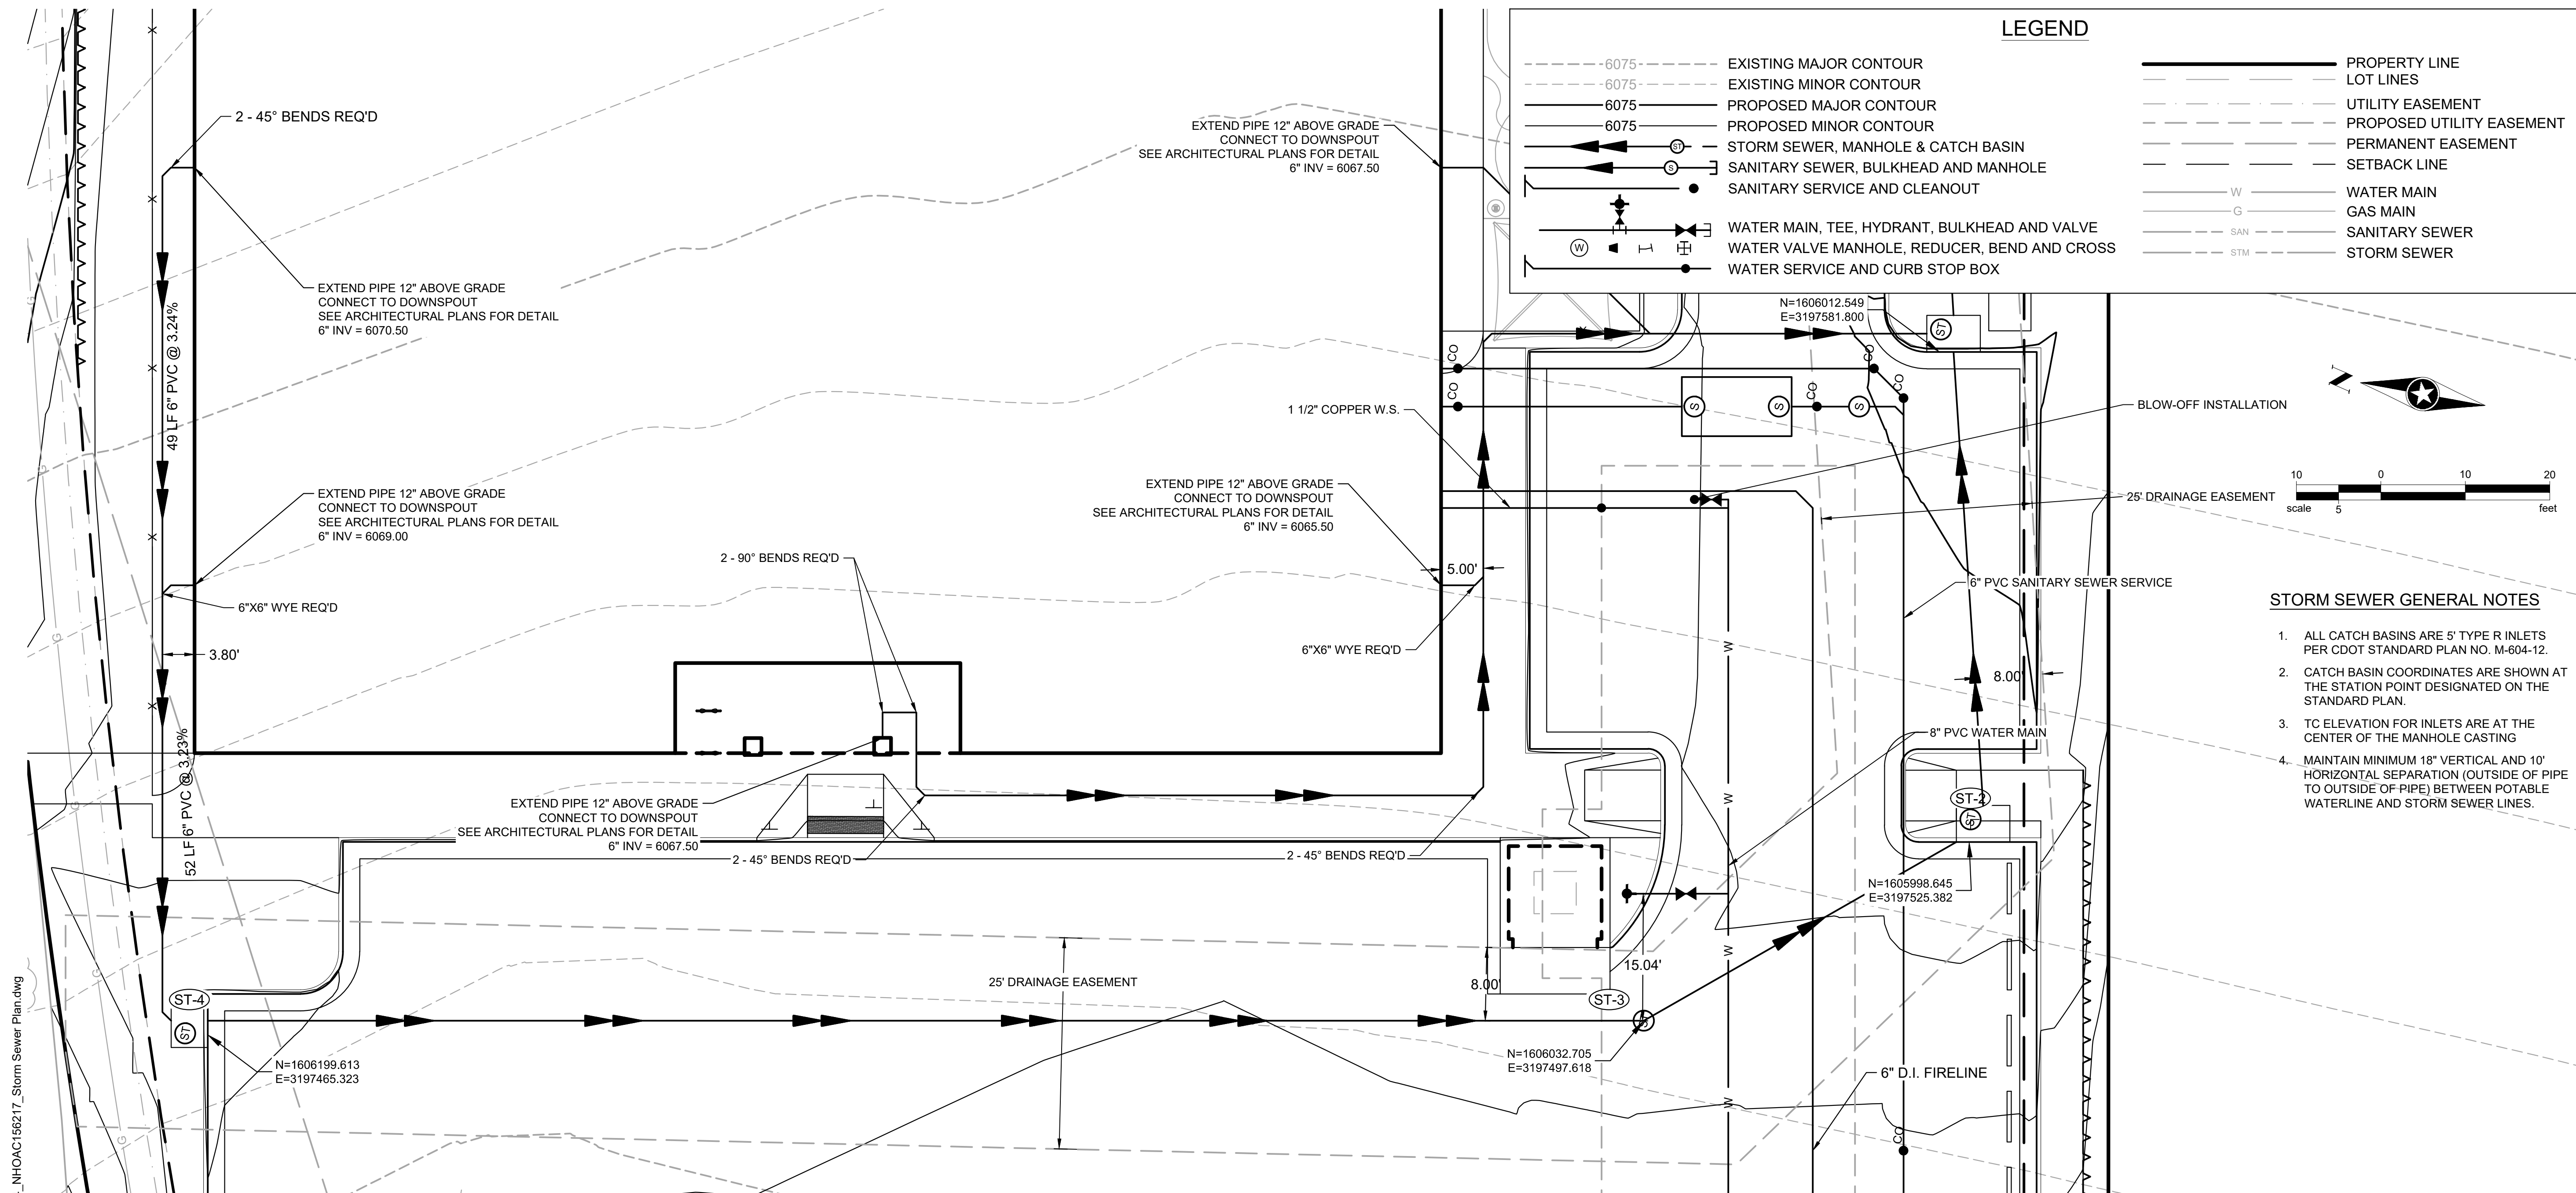 LEGEND
6075 EXISTING MAJOR CONTOUR
6075 EXISTING MINOR CONTOUR
6075 PROPOSED MAJOR CONTOUR
6075 PROPOSED MINOR CONTOUR
ST STORM SEWER, MANHOLE & CATCH BASIN
S SANITARY SEWER, BULKHEAD AND MANHOLE
SANITARY SERVICE AND CLEANOUT
WATER MAIN, TEE, HYDRANT, BULKHEAD AND VALVE
W WATER VALVE MANHOLE, REDUCER, BEND AND CROSS
WATER SERVICE AND CURB STOP BOX
PROPERTY LINE
LOT LINES
UTILITY EASEMENT
PROPOSED UTILITY EASEMENT
PERMANENT EASEMENT
SETBACK LINE
W WATER MAIN
G GAS MAIN
SAN SANITARY SEWER
STM STORM SEWER
2 - 45° BENDS REQ'D
EXTEND PIPE 12" ABOVE GRADE
CONNECT TO DOWNSPOUT
SEE ARCHITECTURAL PLANS FOR DETAIL
6" INV = 6067.50
EXTEND PIPE 12" ABOVE GRADE
CONNECT TO DOWNSPOUT
SEE ARCHITECTURAL PLANS FOR DETAIL
6" INV = 6070.50
49 LF 6" PVC @ 3.24%
N=1606012.549
E=3197581.800
ST
CO
CO
CO
CO
CO
S
S
S
1 1/2" COPPER W.S.
BLOW-OFF INSTALLATION
N
10
0
10
20
scale
5
feet
EXTEND PIPE 12" ABOVE GRADE
CONNECT TO DOWNSPOUT
SEE ARCHITECTURAL PLANS FOR DETAIL
6" INV = 6069.00
EXTEND PIPE 12" ABOVE GRADE
CONNECT TO DOWNSPOUT
SEE ARCHITECTURAL PLANS FOR DETAIL
6" INV = 6065.50
25' DRAINAGE EASEMENT
2 - 90° BENDS REQ'D
5.00'
6" PVC SANITARY SEWER SERVICE
6"X6" WYE REQ'D
6"X6" WYE REQ'D
3.80'
8.00'
STORM SEWER GENERAL NOTES
1. ALL CATCH BASINS ARE 5' TYPE R INLETS
PER CDOT STANDARD PLAN NO. M-604-12.
2. CATCH BASIN COORDINATES ARE SHOWN AT
THE STATION POINT DESIGNATED ON THE
STANDARD PLAN.
3. TC ELEVATION FOR INLETS ARE AT THE
CENTER OF THE MANHOLE CASTING
4. MAINTAIN MINIMUM 18" VERTICAL AND 10'
HORIZONTAL SEPARATION (OUTSIDE OF PIPE
TO OUTSIDE OF PIPE) BETWEEN POTABLE
WATERLINE AND STORM SEWER LINES.
52 LF 6" PVC @ 3.23%
8" PVC WATER MAIN
EXTEND PIPE 12" ABOVE GRADE
CONNECT TO DOWNSPOUT
SEE ARCHITECTURAL PLANS FOR DETAIL
6" INV = 6067.50
2 - 45° BENDS REQ'D
2 - 45° BENDS REQ'D
ST-2
ST
N=1605998.645
E=3197525.382
W
W
W
W
G
G
G
G
G
G
25' DRAINAGE EASEMENT
15.04'
8.00'
ST-3
ST-4
ST
N=1606199.613
E=3197465.323
N=1606032.705
E=3197497.618
6" D.I. FIRELINE
CO
NHOAC156217_Storm Sewer Plan.dwg